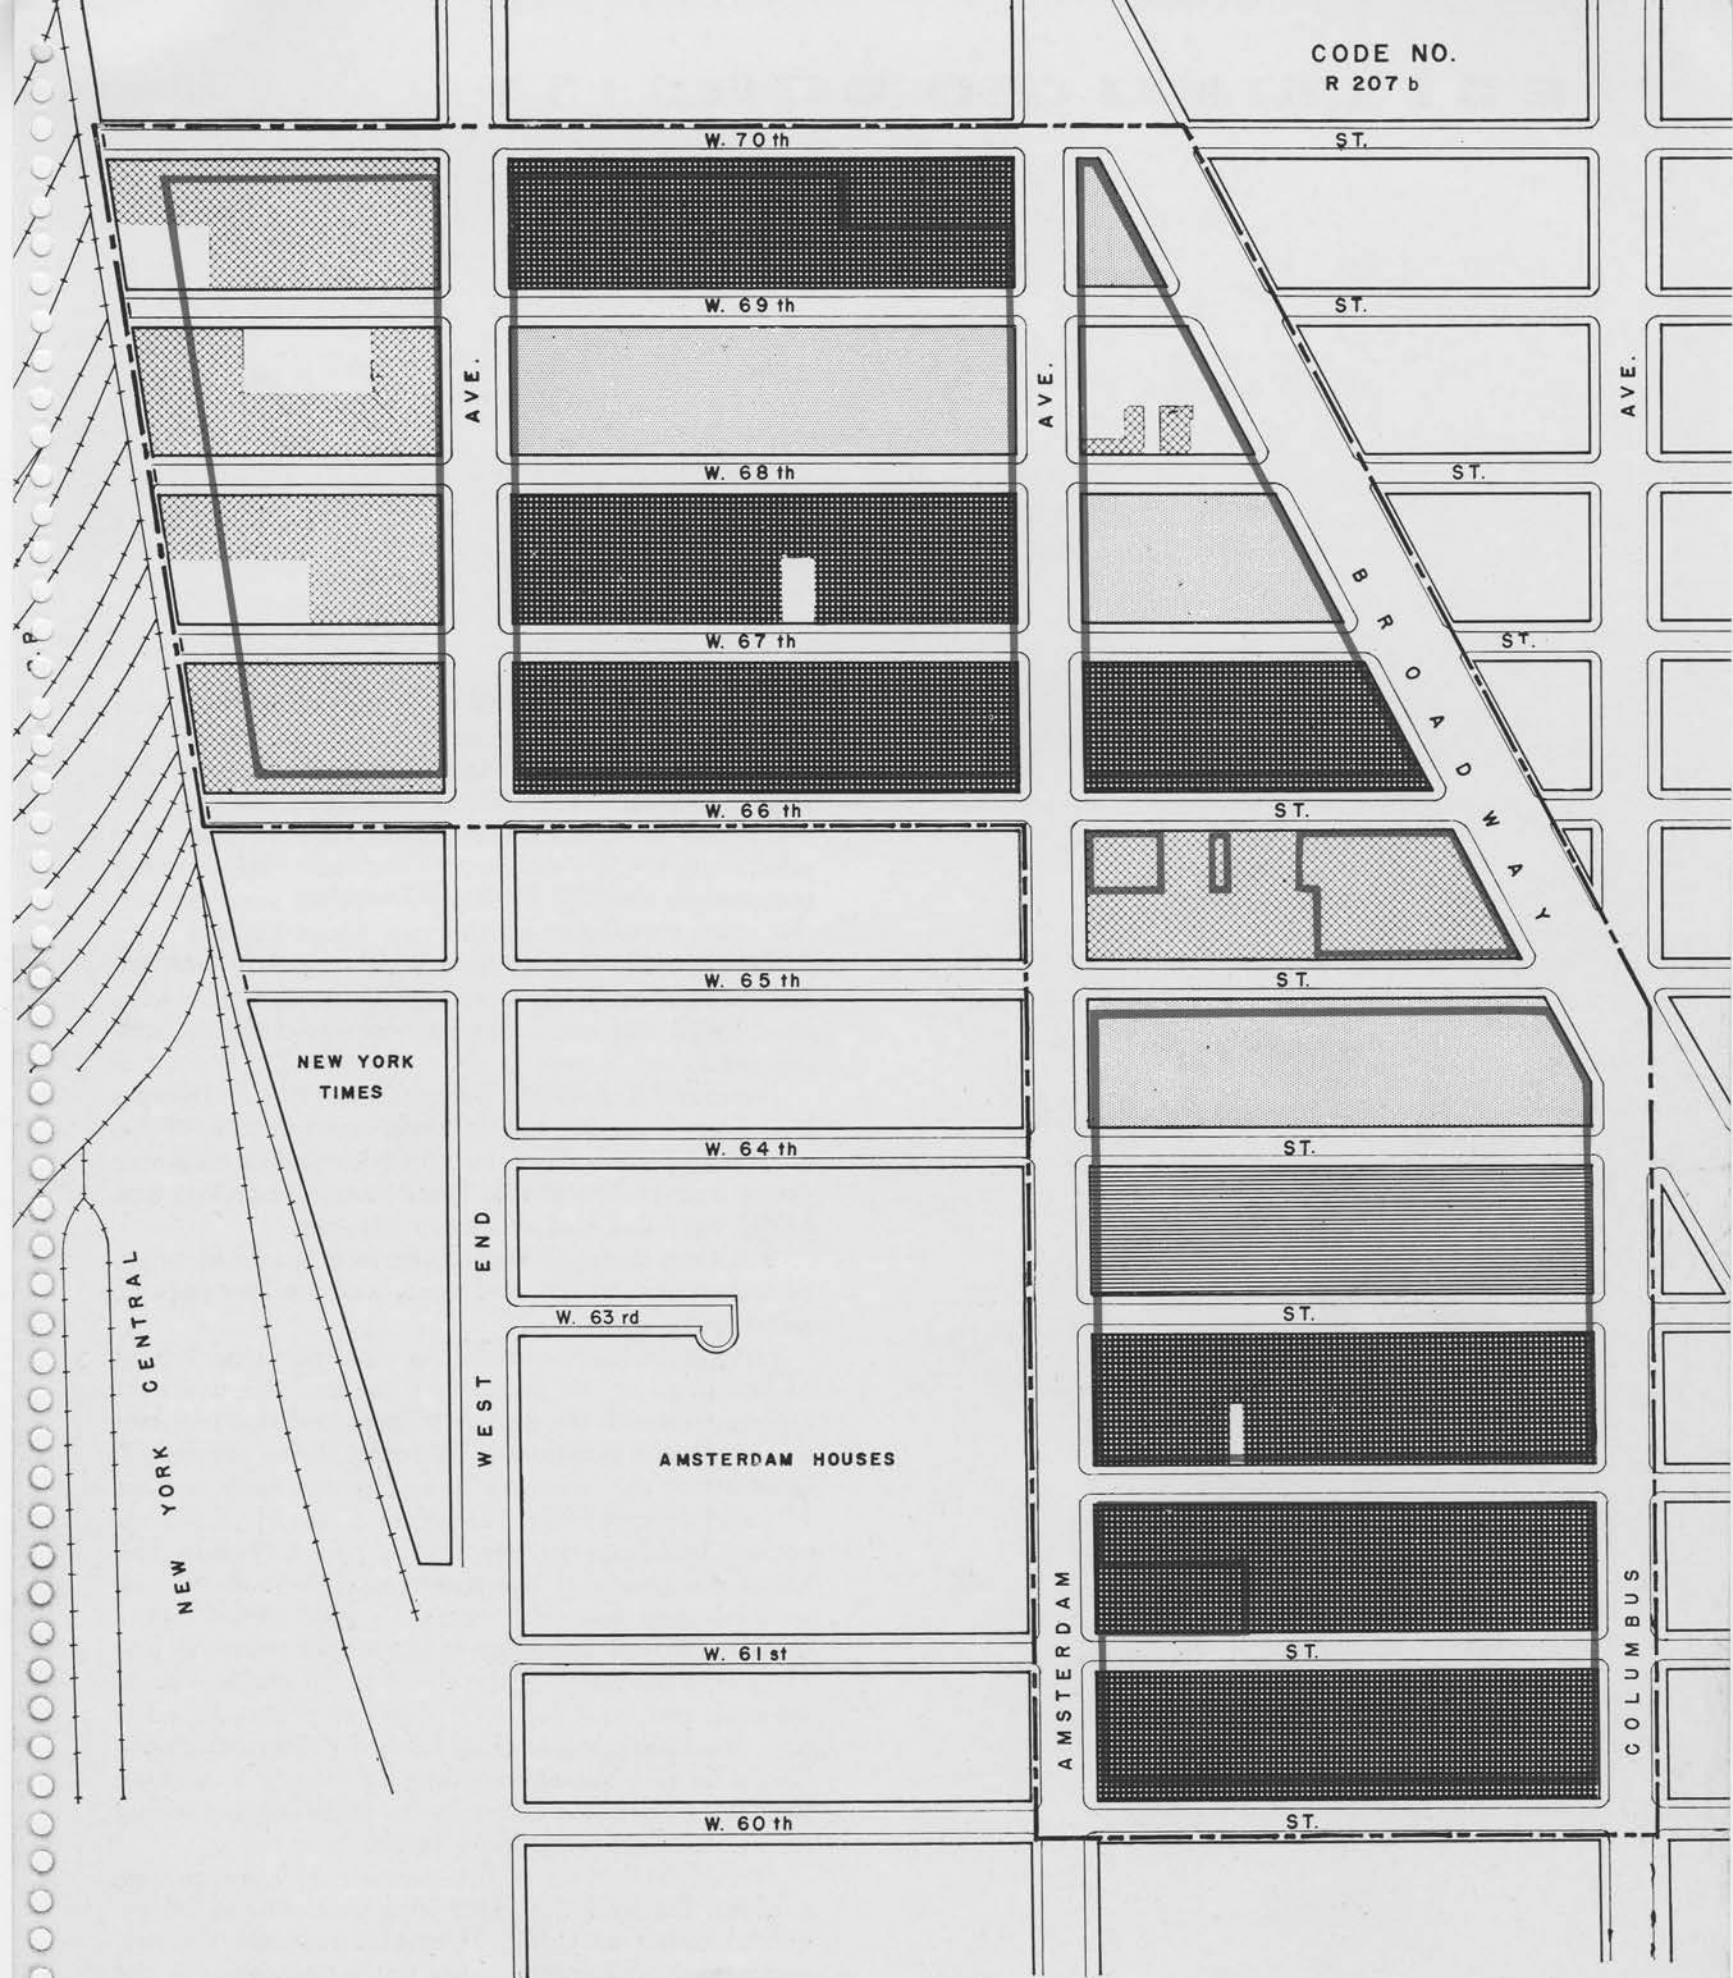 CODE NO.
R 207 b
W. 70 th ST.
W. 69 th ST.
AVE. AVE. AVE.
W. 68 th ST.
W. 67 th ST.
BROADWAY
W. 66 th ST.
W. 65 th ST.
NEW YORK
TIMES
W. 64 th ST.
W. 63 rd ST.
WEST END
NEW YORK CENTRAL
AMSTERDAM HOUSES
AMSTERDAM
COLUMBUS
W. 61 st ST.
W. 60 th ST.